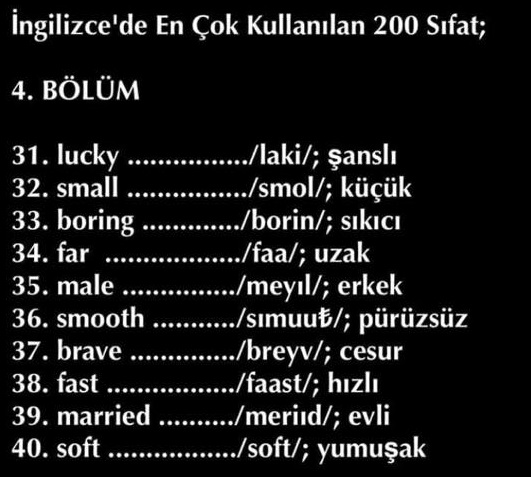 İngilizce'de En Çok Kullanılan 200 Sıfat;
4. BÖLÜM
31. lucky ................./laki/; şanslı
32. small ................./smol/; küçük
33. boring ............../borin/; sıkıcı
34. far ..................../faa/; uzak
35. male ................/meyıl/; erkek
36. smooth ............/sımuu₺/; pürüzsüz
37. brave .............../breyv/; cesur
38. fast .................../faast/; hızlı
39. married ........../meriıd/; evli
40. soft .................../soft/; yumuşak